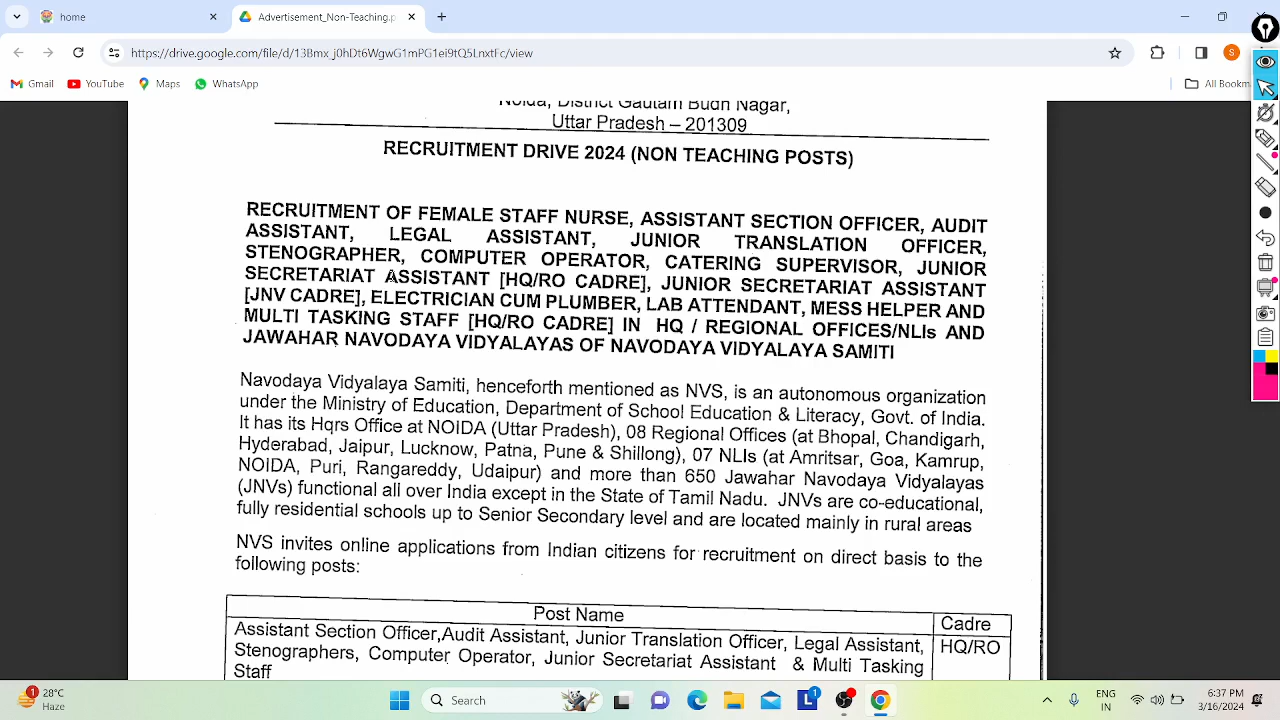 home
Advertisement_Non-Teaching.p
https://drive.google.com/file/d/13Bmx_j0hDt6WgwG1mPG1ei9tQ5LnxtFc/view
S
Gmail
YouTube
Maps
WhatsApp
All Bookm
Noida, District Gautam Budh Nagar,
Uttar Pradesh – 201309
RECRUITMENT DRIVE 2024 (NON TEACHING POSTS)
RECRUITMENT OF FEMALE STAFF NURSE, ASSISTANT SECTION OFFICER, AUDIT
ASSISTANT, LEGAL ASSISTANT, JUNIOR TRANSLATION OFFICER,
STENOGRAPHER, COMPUTER OPERATOR, CATERING SUPERVISOR, JUNIOR
SECRETARIAT ASSISTANT [HQ/RO CADRE], JUNIOR SECRETARIAT ASSISTANT
[JNV CADRE], ELECTRICIAN CUM PLUMBER, LAB ATTENDANT, MESS HELPER AND
MULTI TASKING STAFF [HQ/RO CADRE] IN HQ / REGIONAL OFFICES/NLIs AND
JAWAHAR NAVODAYA VIDYALAYAS OF NAVODAYA VIDYALAYA SAMITI
Navodaya Vidyalaya Samiti, henceforth mentioned as NVS, is an autonomous organization
under the Ministry of Education, Department of School Education & Literacy, Govt. of India.
It has its Hqrs Office at NOIDA (Uttar Pradesh), 08 Regional Offices (at Bhopal, Chandigarh,
Hyderabad, Jaipur, Lucknow, Patna, Pune & Shillong), 07 NLIs (at Amritsar, Goa, Kamrup,
NOIDA, Puri, Rangareddy, Udaipur) and more than 650 Jawahar Navodaya Vidyalayas
(JNVs) functional all over India except in the State of Tamil Nadu. JNVs are co-educational,
fully residential schools up to Senior Secondary level and are located mainly in rural areas
NVS invites online applications from Indian citizens for recruitment on direct basis to the
following posts:
Post Name
Cadre
Assistant Section Officer,Audit Assistant, Junior Translation Officer, Legal Assistant,
Stenographers, Computer Operator, Junior Secretariat Assistant & Multi Tasking
Staff
HQ/RO
1
28°C
Haze
Search
L
1
ENG
IN
6:37 PM
3/16/2024